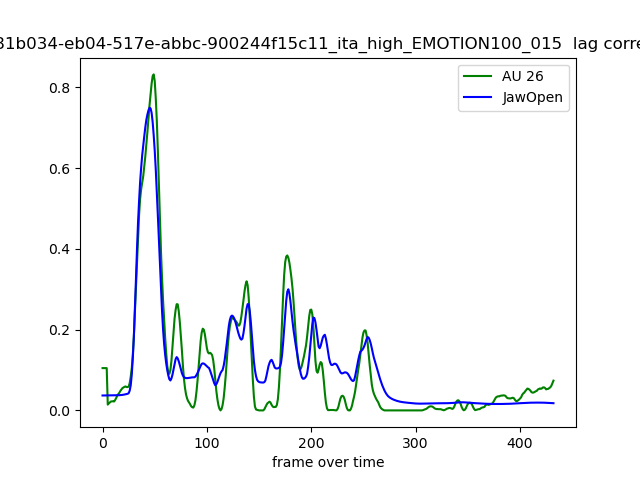 31b034-eb04-517e-abbc-900244f15c11_ita_high_EMOTION100_015 lag corre
AU 26
JawOpen
0.8
0.6
0.4
0.2
0.0
0 100 200 300 400
frame over time